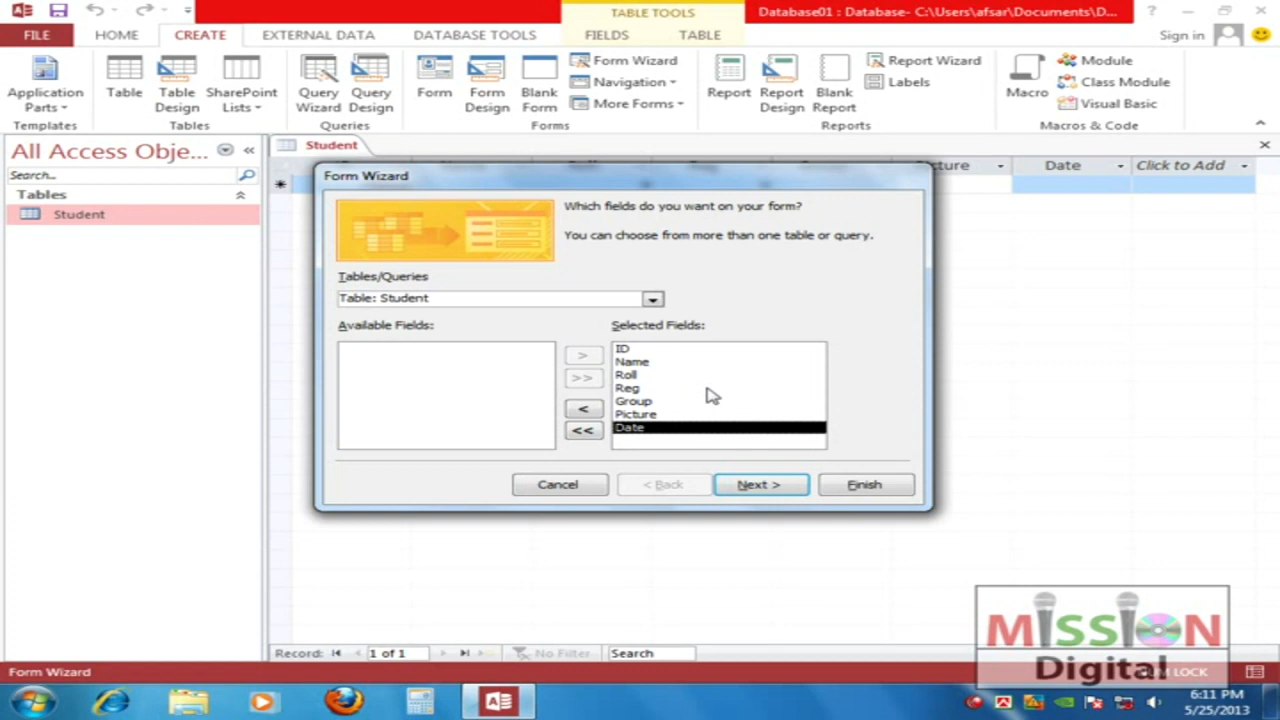 TABLE TOOLS
Database01 : Database- C:\Users\afsar\Documents\D...
?
FILE HOME CREATE EXTERNAL DATA DATABASE TOOLS FIELDS TABLE Sign in
Application Parts
Table
Table Design
SharePoint Lists
Query Wizard
Query Design
Form
Form Design
Blank Form
Form Wizard
Navigation
More Forms
Report
Report Design
Blank Report
Report Wizard
Labels
Macro
Module
Class Module
Visual Basic
Templates Tables Queries Forms Reports Macros & Code
All Access Obje... «
Search...
Tables
Student
Student
Date Click to Add
Form Wizard
Which fields do you want on your form?
You can choose from more than one table or query.
Tables/Queries
Table: Student
Available Fields: Selected Fields:
>
>>
<
<<
ID
Name
Roll
Reg
Group
Picture
Date
Cancel < Back Next > Finish
Record: 1 of 1 No Filter Search
MISSION
Digital
Form Wizard
6:11 PM
5/25/2013